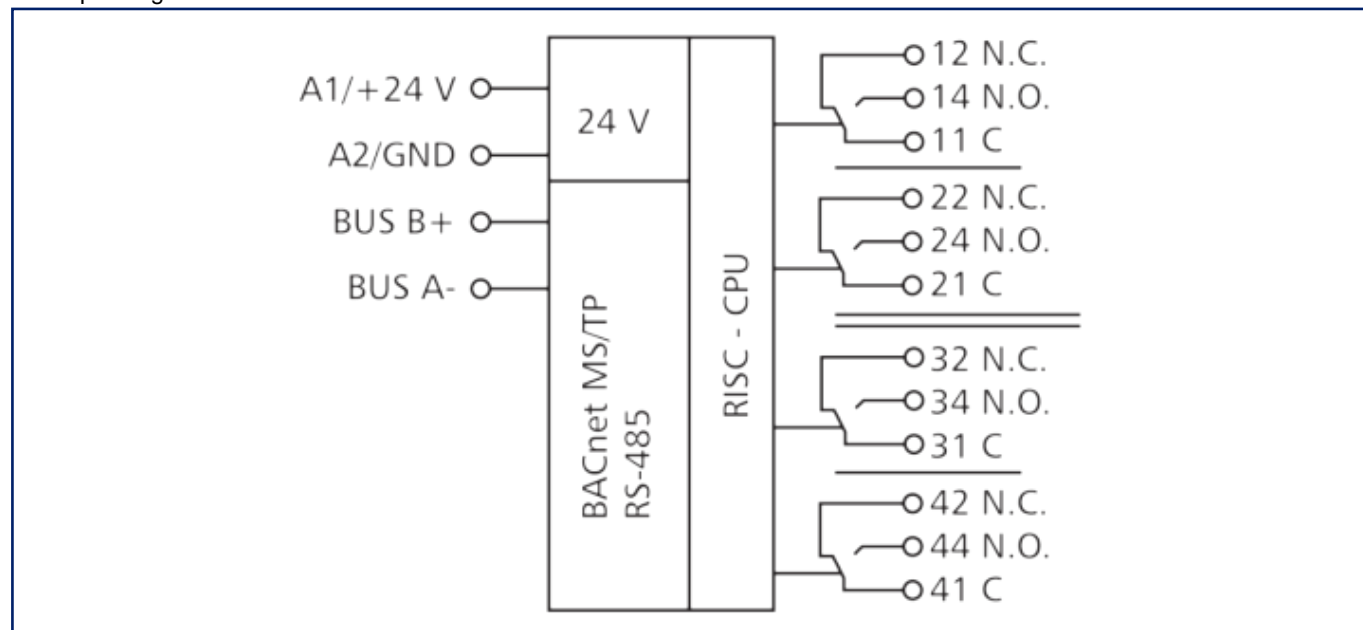 A1/+24 V
A2/GND
BUS B+
BUS A-
24 V
BACnet MS/TP
RS-485
RISC - CPU
12 N.C.
14 N.O.
11 C
22 N.C.
24 N.O.
21 C
32 N.C.
34 N.O.
31 C
42 N.C.
44 N.O.
41 C